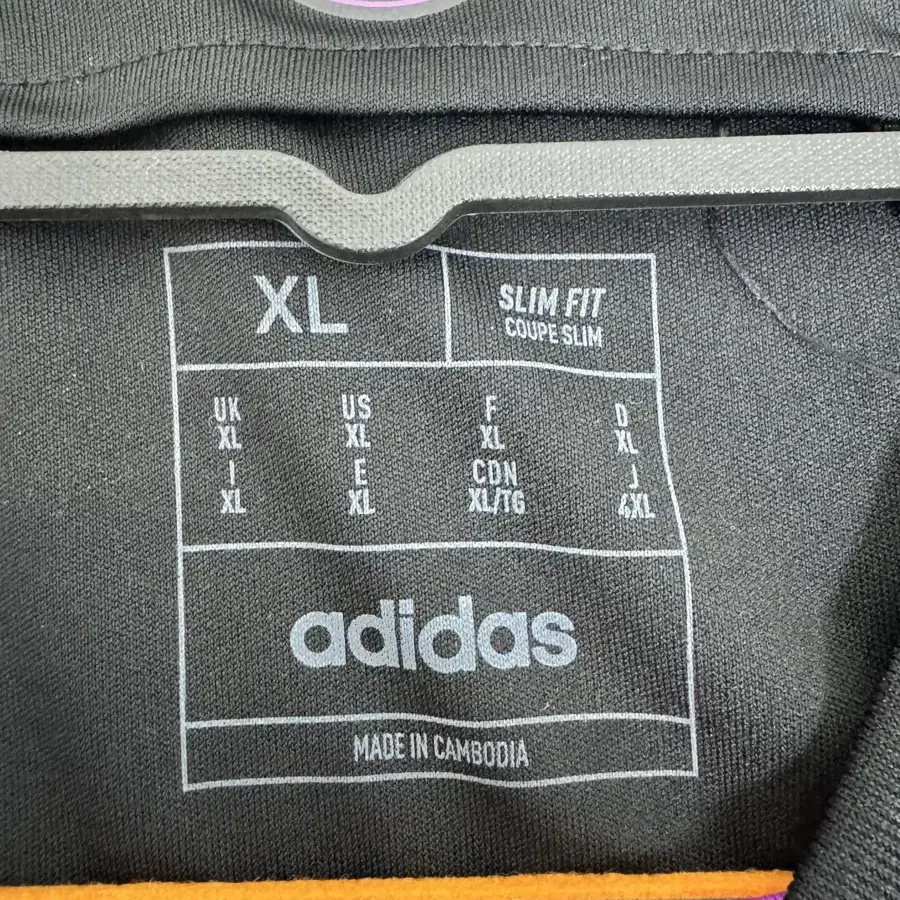 XL
SLIM FIT
COUPE SLIM
UK US F D
XL XL XL XL
I E CDN J
XL XL XL/TG 4XL
adidas
MADE IN CAMBODIA